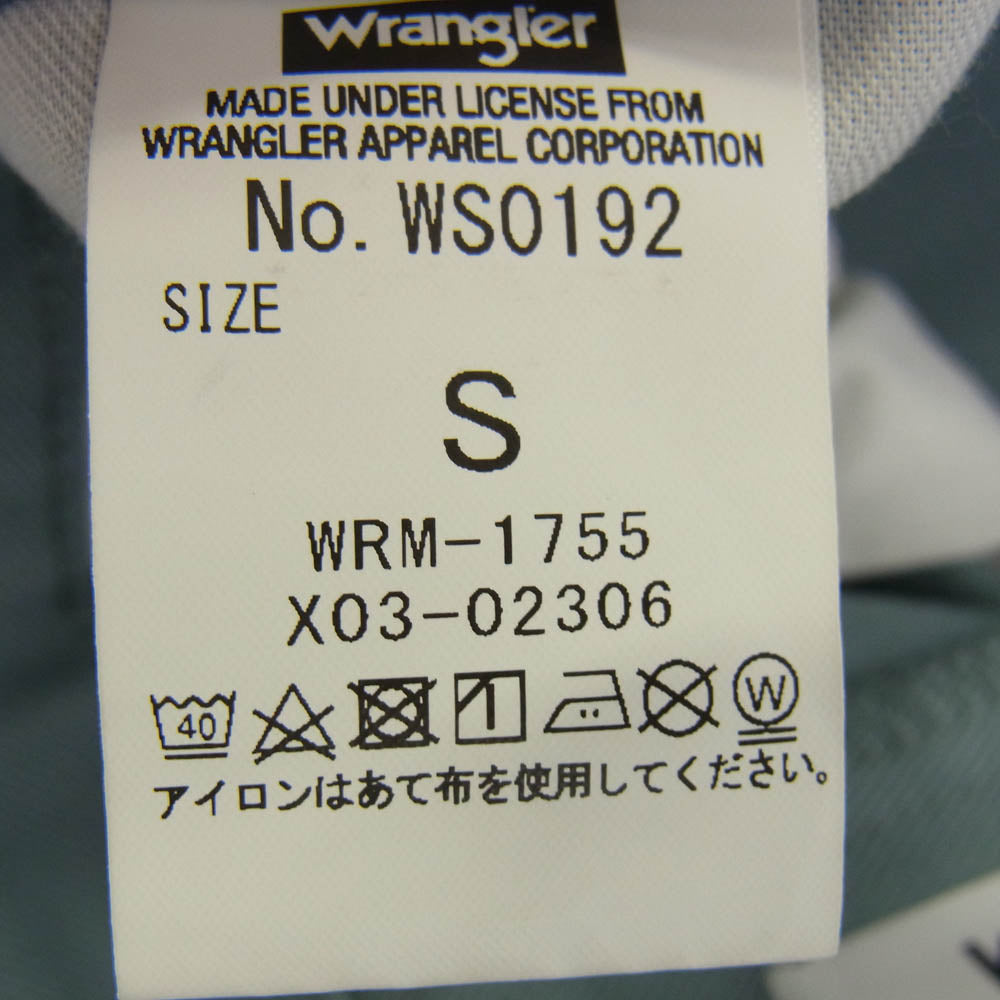 Wrangler
MADE UNDER LICENSE FROM
WRANGLER APPAREL CORPORATION
No. WS0192
SIZE
S
WRM-1755
X03-02306
40
W
アイロンはあて布を使用してください。